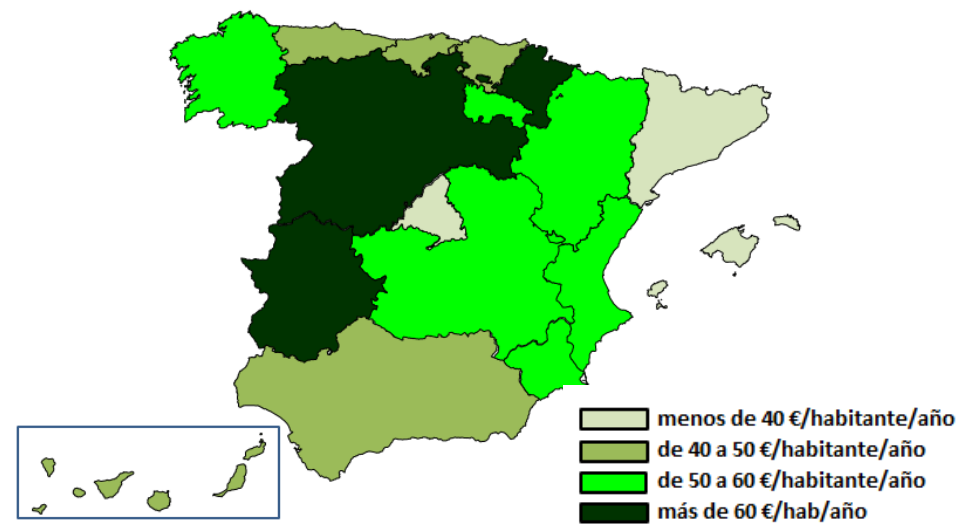 menos de 40 €/habitante/año
de 40 a 50 €/habitante/año
de 50 a 60 €/habitante/año
más de 60 €/hab/año